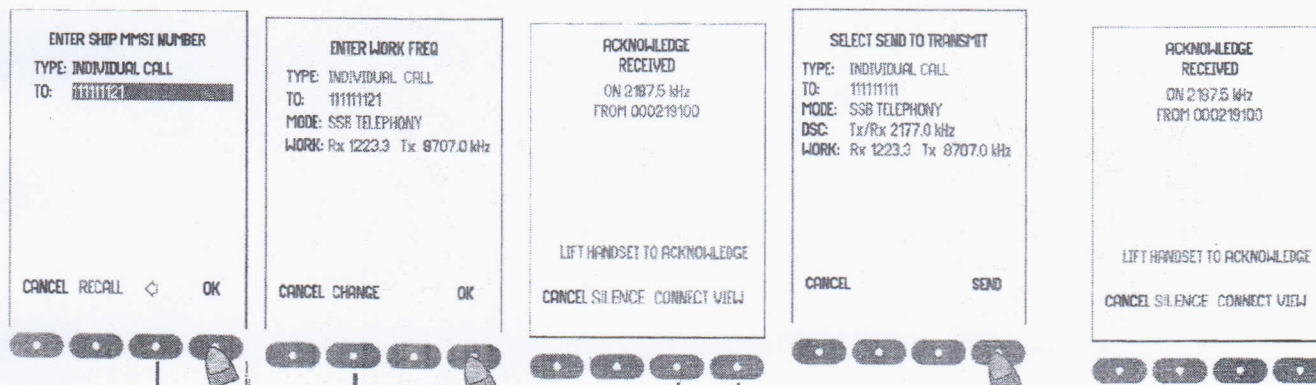 ENTER SHIP MMSI NUMBER
TYPE: INDIVIDUAL CALL
TO: 111111121
CANCEL RECALL OK
ENTER WORK FREQ
TYPE: INDIVIDUAL CALL
TO: 111111121
MODE: SSB TELEPHONY
WORK: Rx 1223.3 Tx 8707.0 kHz
CANCEL CHANGE OK
ACKNOWLEDGE
RECEIVED
ON 2187.5 kHz
FROM 000219100
LIFT HANDSET TO ACKNOWLEDGE
CANCEL SILENCE CONNECT VIEW
SELECT SEND TO TRANSMIT
TYPE: INDIVIDUAL CALL
TO: 111111111
MODE: SSB TELEPHONY
DSC: Tx/Rx 2177.0 kHz
WORK: Rx 1223.3 Tx 8707.0 kHz
CANCEL SEND
ACKNOWLEDGE
RECEIVED
ON 2187.5 kHz
FROM 000219100
LIFT HANDSET TO ACKNOWLEDGE
CANCEL SILENCE CONNECT VIEW